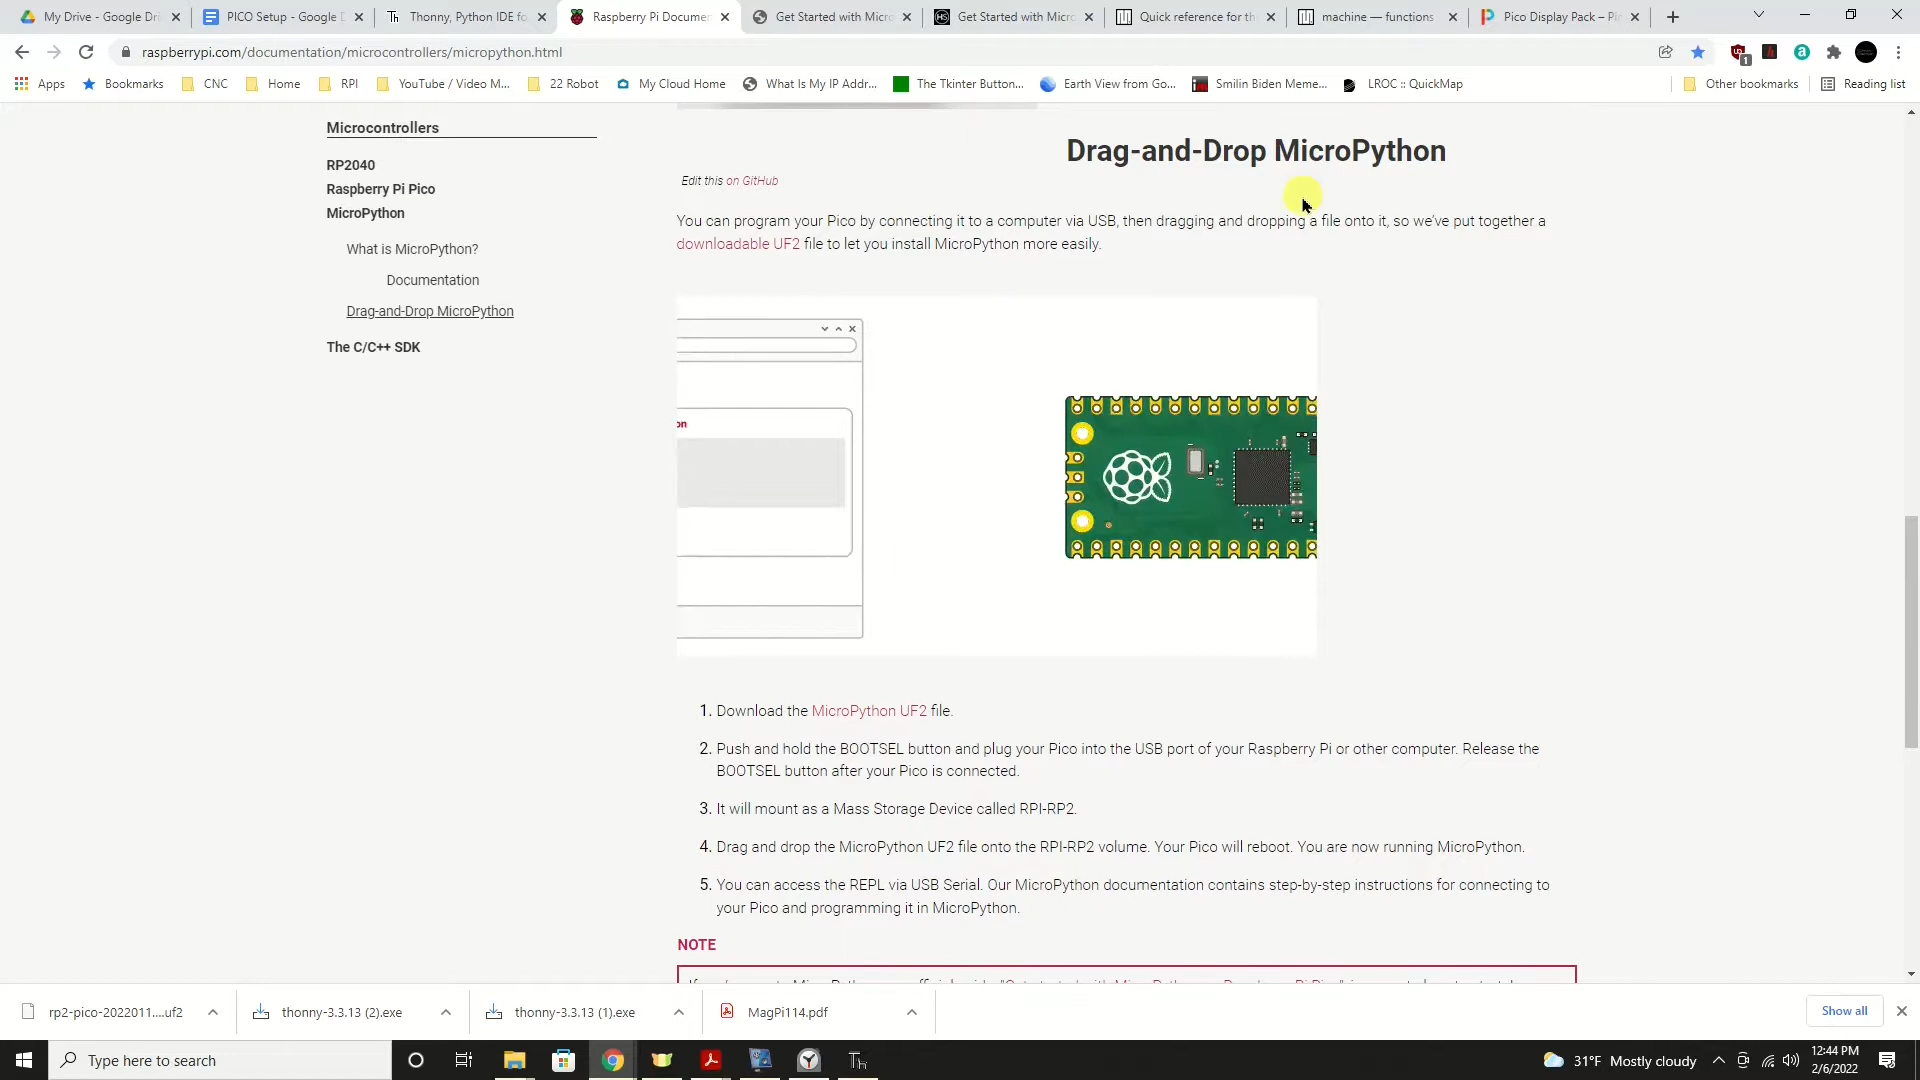 My Drive - Google Dri
PICO Setup - Google D
Thonny, Python IDE fo
Raspberry Pi Documen
Get Started with Micro
Get Started with Micro
Quick reference for th
machine — functions
Pico Display Pack – Pi
raspberrypi.com/documentation/microcontrollers/micropython.html
Apps
Bookmarks
CNC
Home
RPI
YouTube / Video M...
22 Robot
My Cloud Home
What Is My IP Addr...
The Tkinter Button...
Earth View from Go...
Smilin Biden Meme...
LROC :: QuickMap
Other bookmarks
Reading list
Microcontrollers
RP2040
Raspberry Pi Pico
MicroPython
What is MicroPython?
Documentation
Drag-and-Drop MicroPython
The C/C++ SDK
Drag-and-Drop MicroPython
Edit this on GitHub
You can program your Pico by connecting it to a computer via USB, then dragging and dropping a file onto it, so we've put together a
downloadable UF2 file to let you install MicroPython more easily.
on
1. Download the MicroPython UF2 file.
2. Push and hold the BOOTSEL button and plug your Pico into the USB port of your Raspberry Pi or other computer. Release the
BOOTSEL button after your Pico is connected.
3. It will mount as a Mass Storage Device called RPI-RP2.
4. Drag and drop the MicroPython UF2 file onto the RPI-RP2 volume. Your Pico will reboot. You are now running MicroPython.
5. You can access the REPL via USB Serial. Our MicroPython documentation contains step-by-step instructions for connecting to
your Pico and programming it in MicroPython.
NOTE
rp2-pico-2022011....uf2
thonny-3.3.13 (2).exe
thonny-3.3.13 (1).exe
MagPi114.pdf
Show all
Type here to search
31°F Mostly cloudy
12:44 PM
2/6/2022